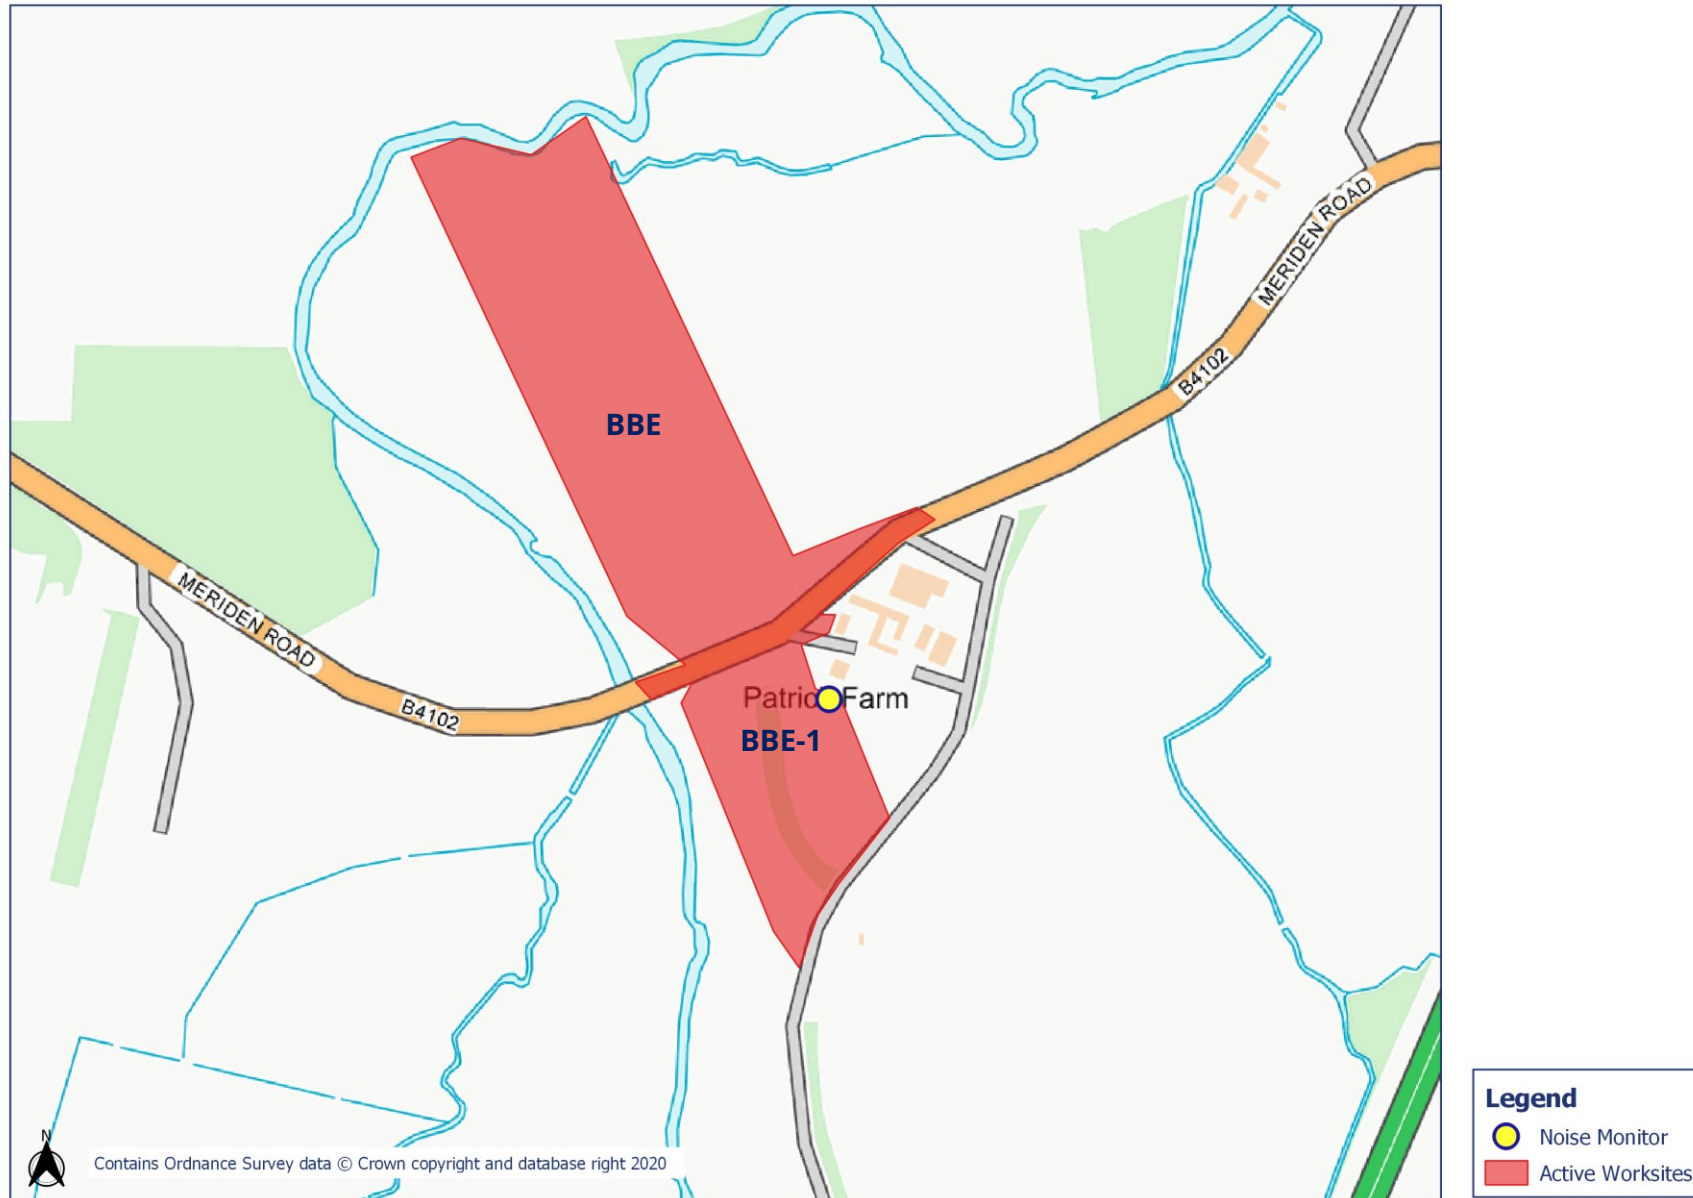 MERIDEN ROAD
B4102
BBE
MERIDEN ROAD
B4102
Patric Farm
BBE-1
N
Contains Ordnance Survey data © Crown copyright and database right 2020
Legend
Noise Monitor
Active Worksites